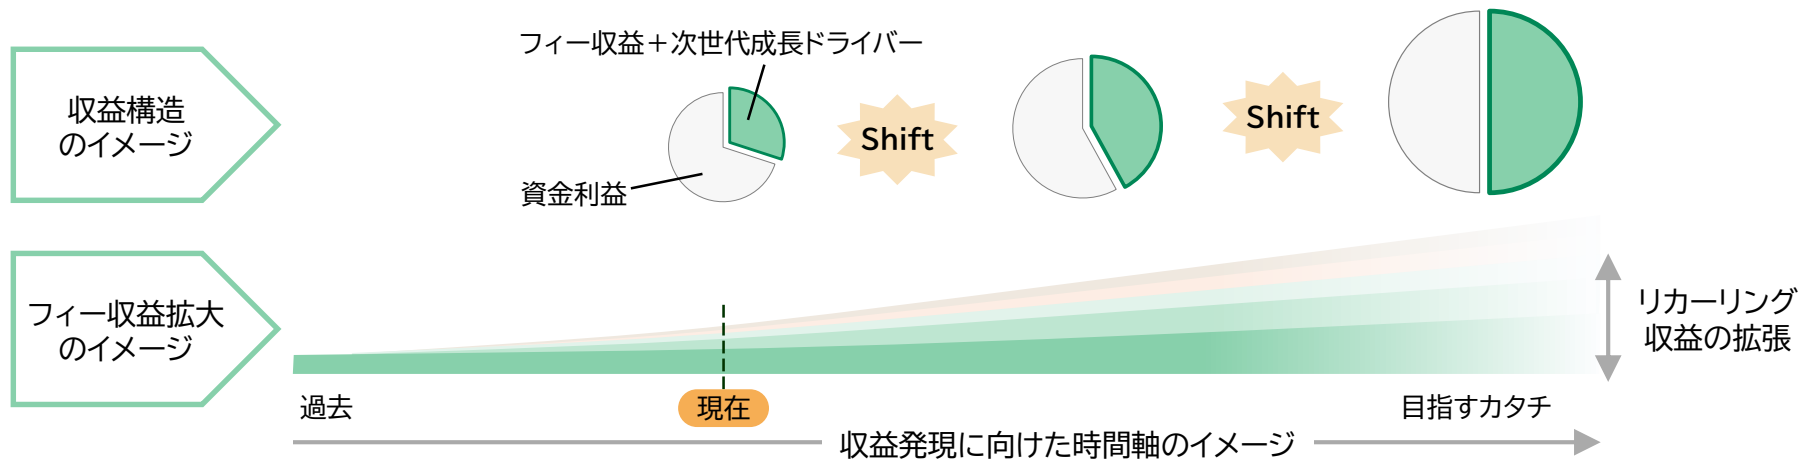 収益構造
のイメージ
フィー収益＋次世代成長ドライバー
資金利益
Shift
Shift
フィー収益拡大
のイメージ
リカーリング
収益の拡張
過去
現在
目指すカタチ
収益発現に向けた時間軸のイメージ